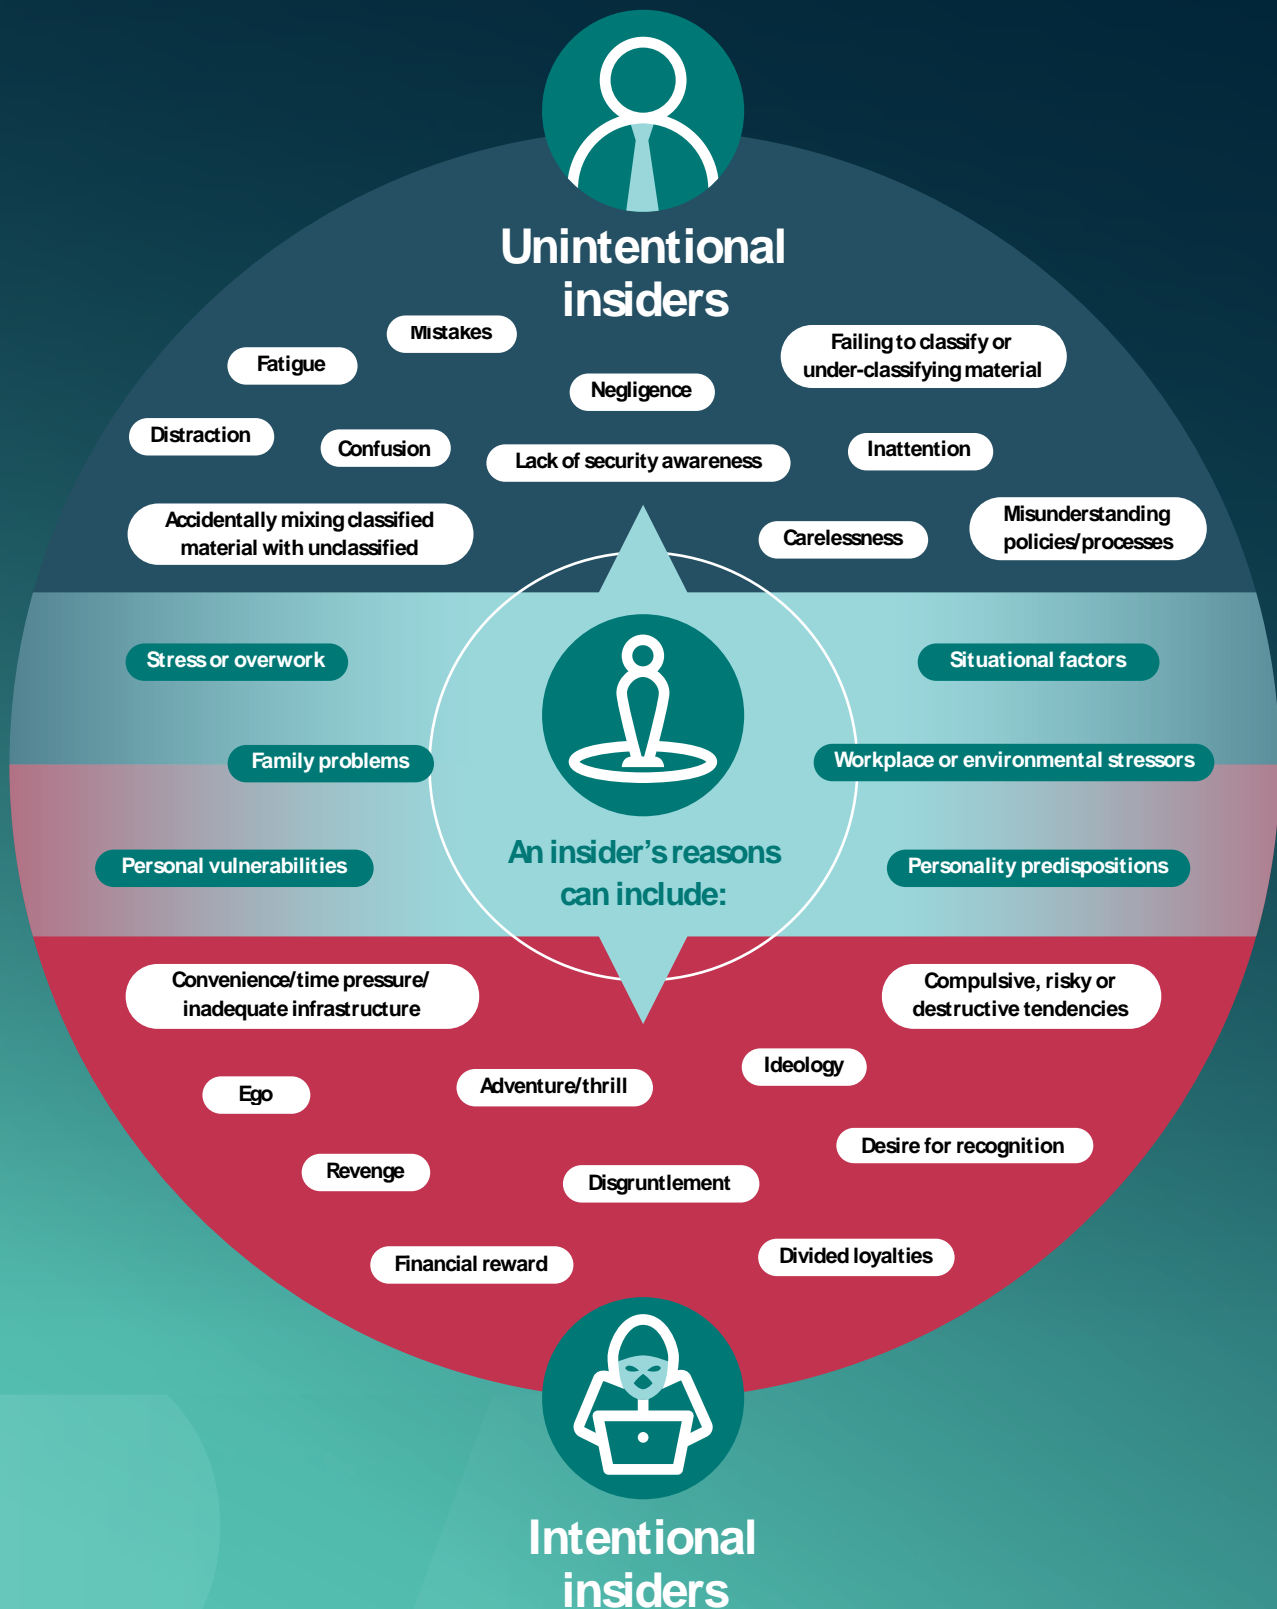 Unintentional
insiders
Mistakes
Fatigue
Failing to classify or
under-classifying material
Negligence
Distraction
Confusion
Lack of security awareness
Inattention
Accidentally mixing classified
material with unclassified
Carelessness
Misunderstanding
policies/processes
Stress or overwork
Situational factors
Family problems
Workplace or environmental stressors
Personal vulnerabilities
Personality predispositions
An insider's reasons
can include:
Convenience/time pressure/
inadequate infrastructure
Compulsive, risky or
destructive tendencies
Ego
Adventure/thrill
Ideology
Revenge
Disgruntlement
Desire for recognition
Financial reward
Divided loyalties
Intentional
insiders